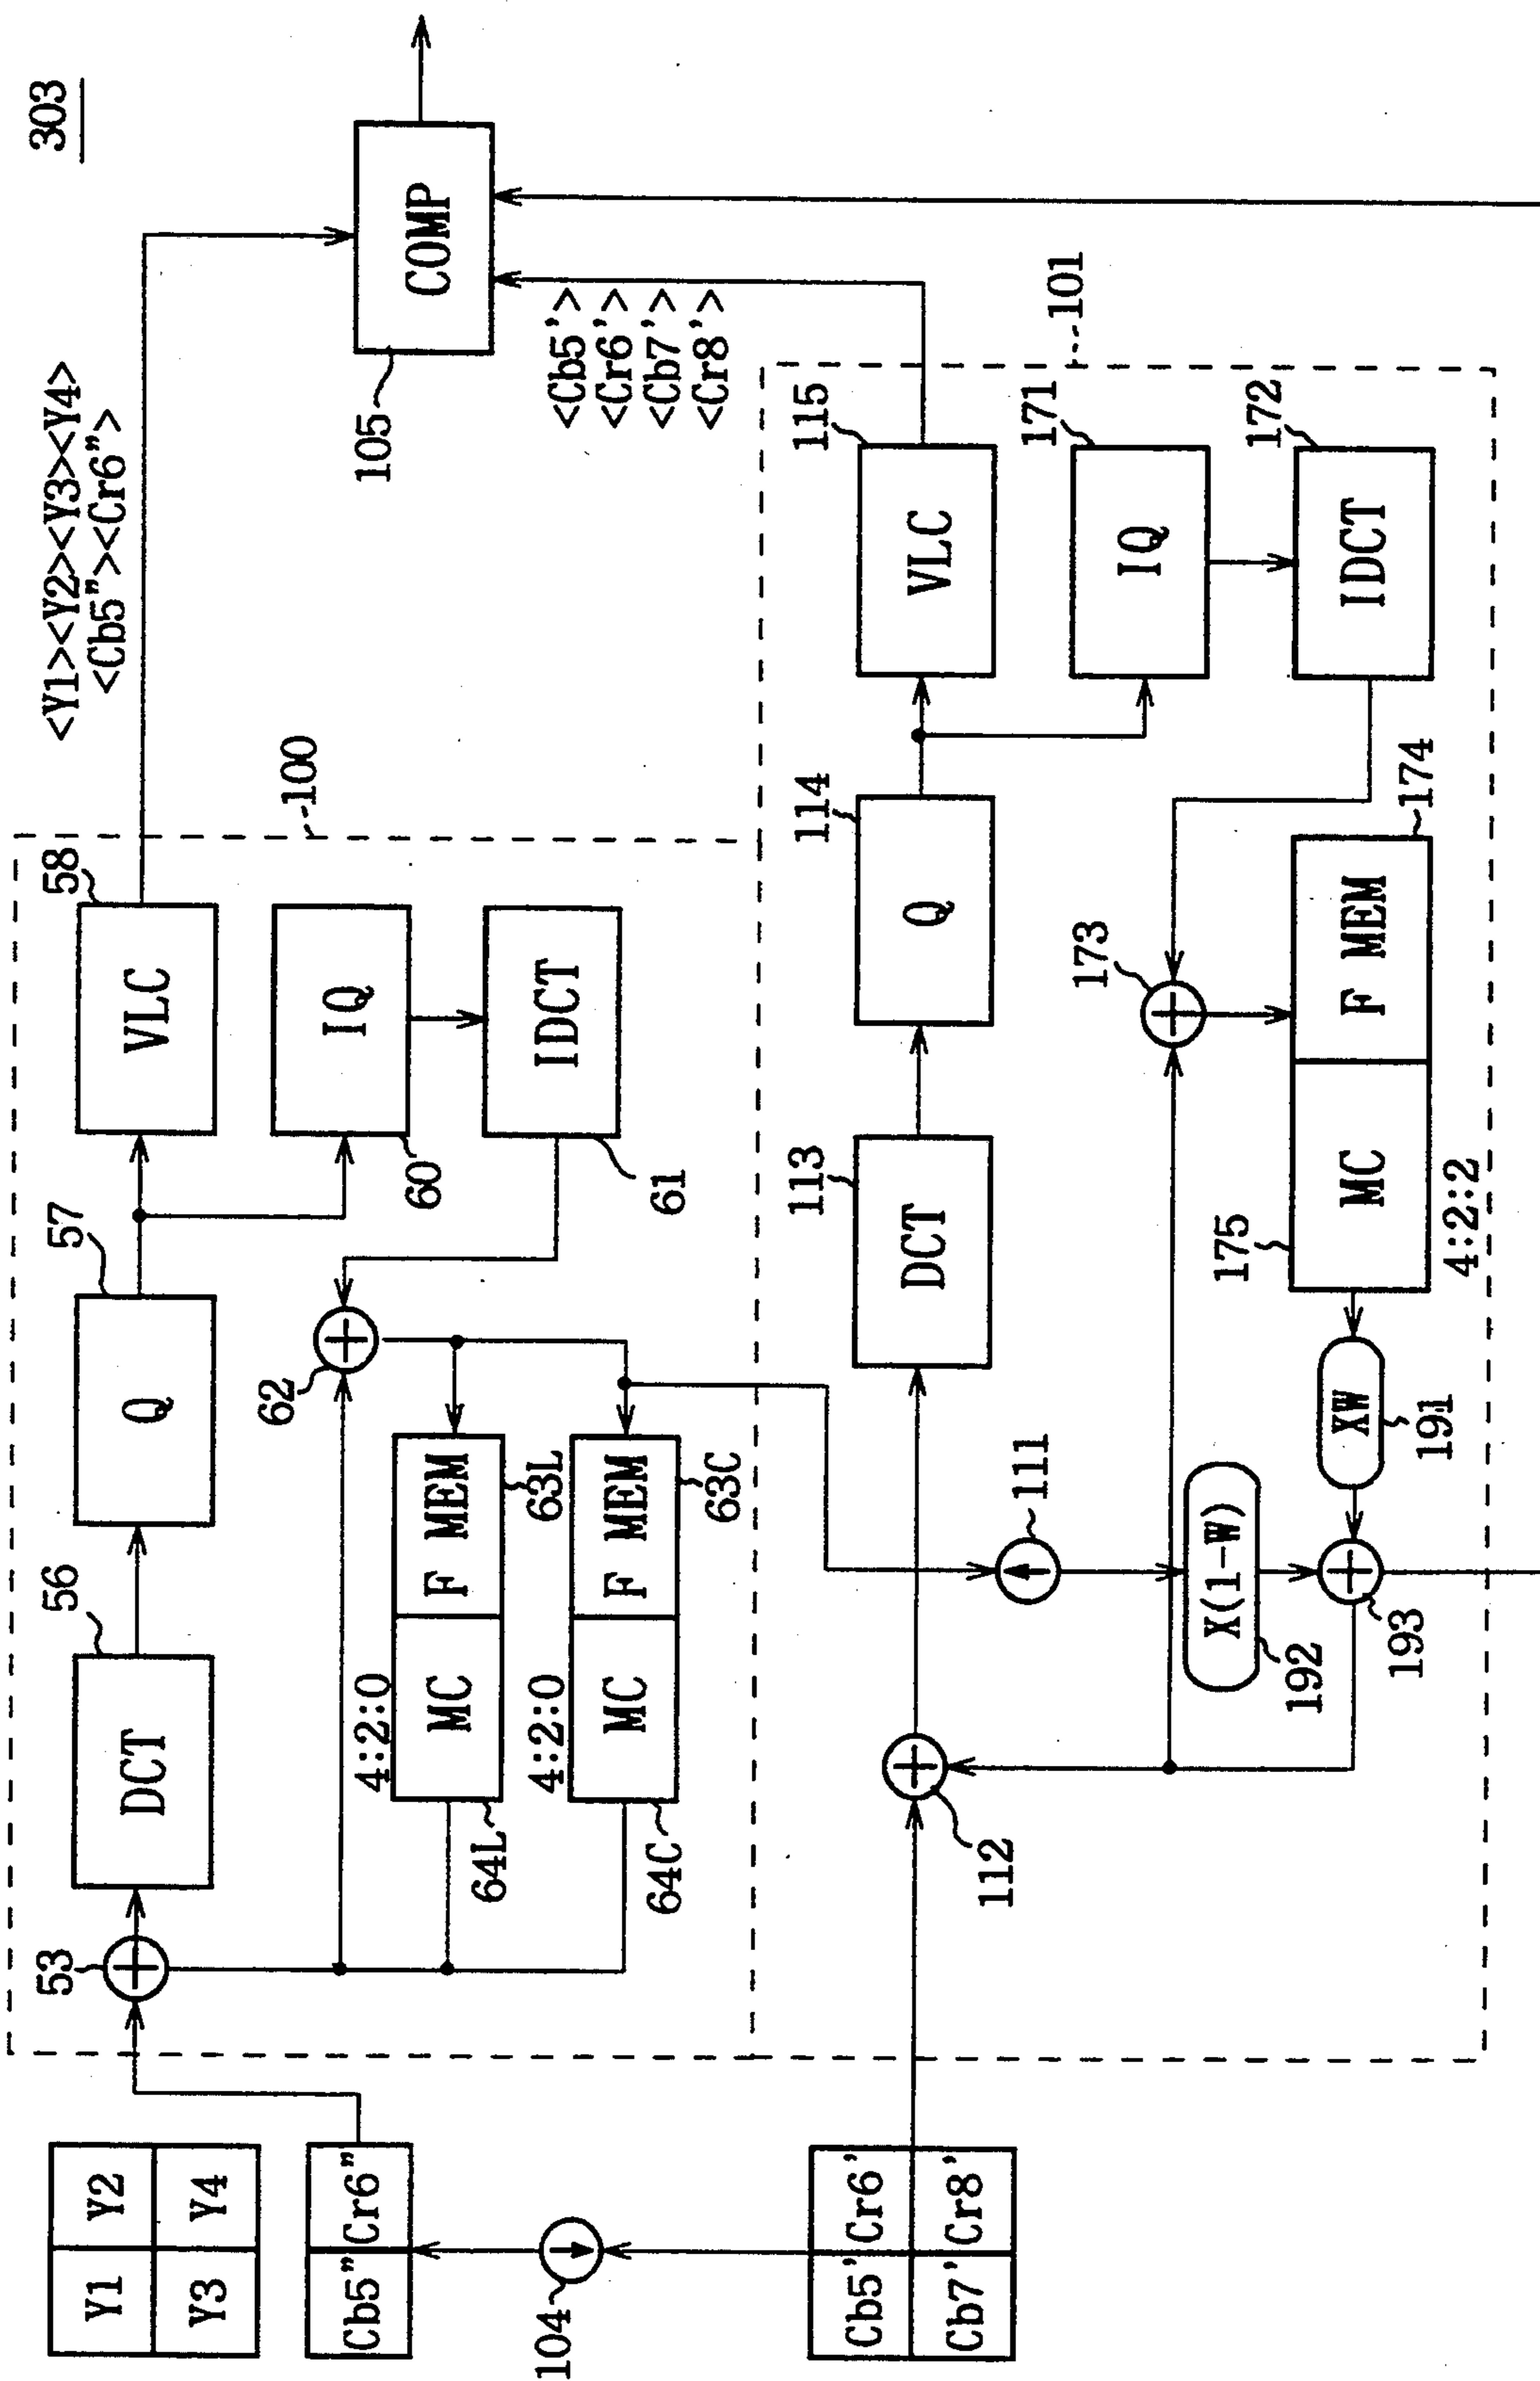 303
<Y1><Y2><Y3><Y4>
<Cb5"><Cr6">
COMP
105
<Cb5'>
<Cr6'>
<Cb7'>
<Cr8'>
100
101
Y1
Y2
Y3
Y4
Cb5"
Cr6"
104
Cb5'
Cr6'
Cb7'
Cr8'
53
DCT
56
Q
57
VLC
58
IQ
60
IDCT
61
62
4:2:0
MC
F MEM
64L
63L
4:2:0
MC
F MEM
64C
63C
112
DCT
113
Q
114
VLC
115
IQ
171
IDCT
172
173
MC
F MEM
174
175
4:2:2
111
X(1-W)
192
XW
191
193